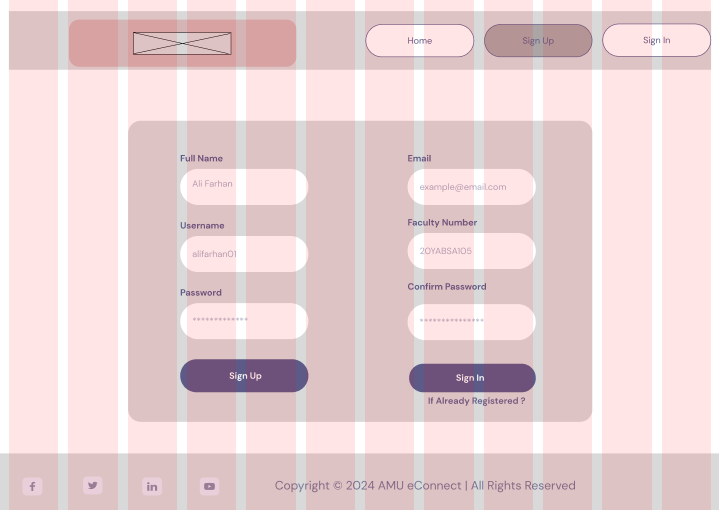 Home
Sign Up
Sign In
Full Name
Ali Farhan
Email
example@email.com
Username
alifarhan01
Faculty Number
20YABSA105
Password
*************
Confirm Password
***************
Sign Up
Sign In
If Already Registered ?
Copyright © 2024 AMU eConnect | All Rights Reserved